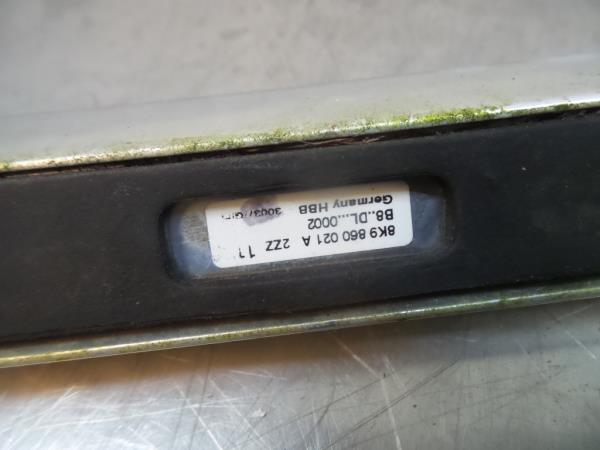 8K9 860 021 A 2ZZ 11
B8..DL....0002
Germany HBB